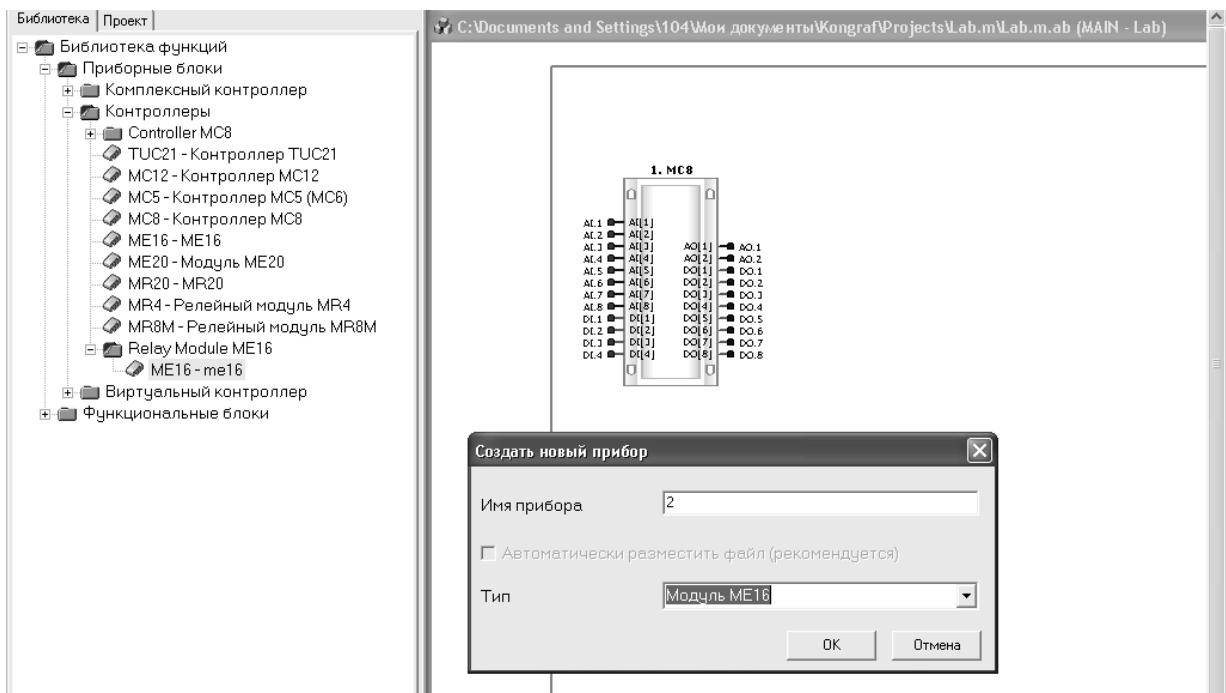 Библиотека Проект
Библиотека функций
Приборные блоки
Комплексный контроллер
Контроллеры
Controller MC8
TUC21 - Контроллер TUC21
MC12 - Контроллер MC12
MC5 - Контроллер MC5 (MC6)
MC8 - Контроллер MC8
ME16 - ME16
ME20 - Модуль ME20
MR20 - MR20
MR4 - Релейный модуль MR4
MR8M - Релейный модуль MR8M
Relay Module ME16
ME16 - me16
Виртуальный контроллер
Функциональные блоки
C:\Documents and Settings\104\Мои документы\Kongraf\Projects\Lab.m\Lab.m.ab (MAIN - Lab)
1. MC8
AI.1 AI[1]
AI.2 AI[2]
AI.3 AI[3] AO[1] AO.1
AI.4 AI[4] AO[2] AO.2
AI.5 AI[5] DO[1] DO.1
AI.6 AI[6] DO[2] DO.2
AI.7 AI[7] DO[3] DO.3
AI.8 AI[8] DO[4] DO.4
DI.1 DI[1] DO[5] DO.5
DI.2 DI[2] DO[6] DO.6
DI.3 DI[3] DO[7] DO.7
DI.4 DI[4] DO[8] DO.8
Создать новый прибор
Имя прибора 2
Автоматически разместить файл (рекомендуется)
Тип Модуль ME16
OK Отмена